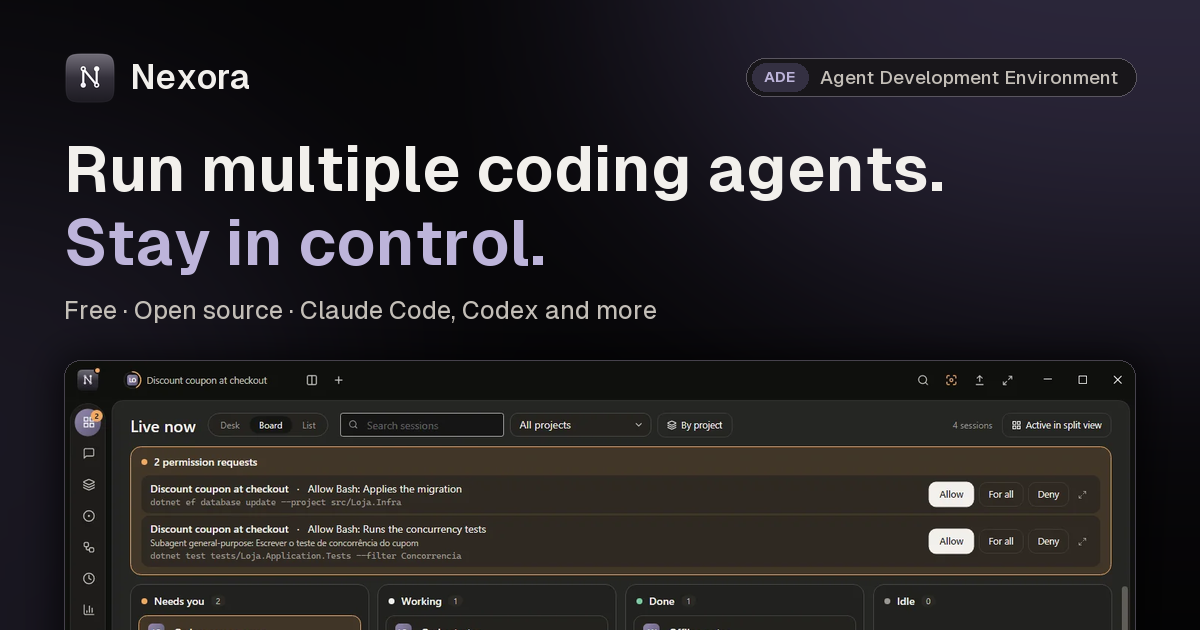 Nexora
ADE Agent Development Environment
Run multiple coding agents.
Stay in control.
Free · Open source · Claude Code, Codex and more
N LO Discount coupon at checkout
2
Live now Desk Board List Search sessions All projects By project 4 sessions Active in split view
2 permission requests
Discount coupon at checkout · Allow Bash: Applies the migration
dotnet ef database update --project src/Loja.Infra
Allow For all Deny
Discount coupon at checkout · Allow Bash: Runs the concurrency tests
Subagent general-purpose: Escrever o teste de concorrência do cupom
dotnet test tests/Loja.Application.Tests --filter Concorrencia
Allow For all Deny
Needs you 2 Working 1 Done 1 Idle 0